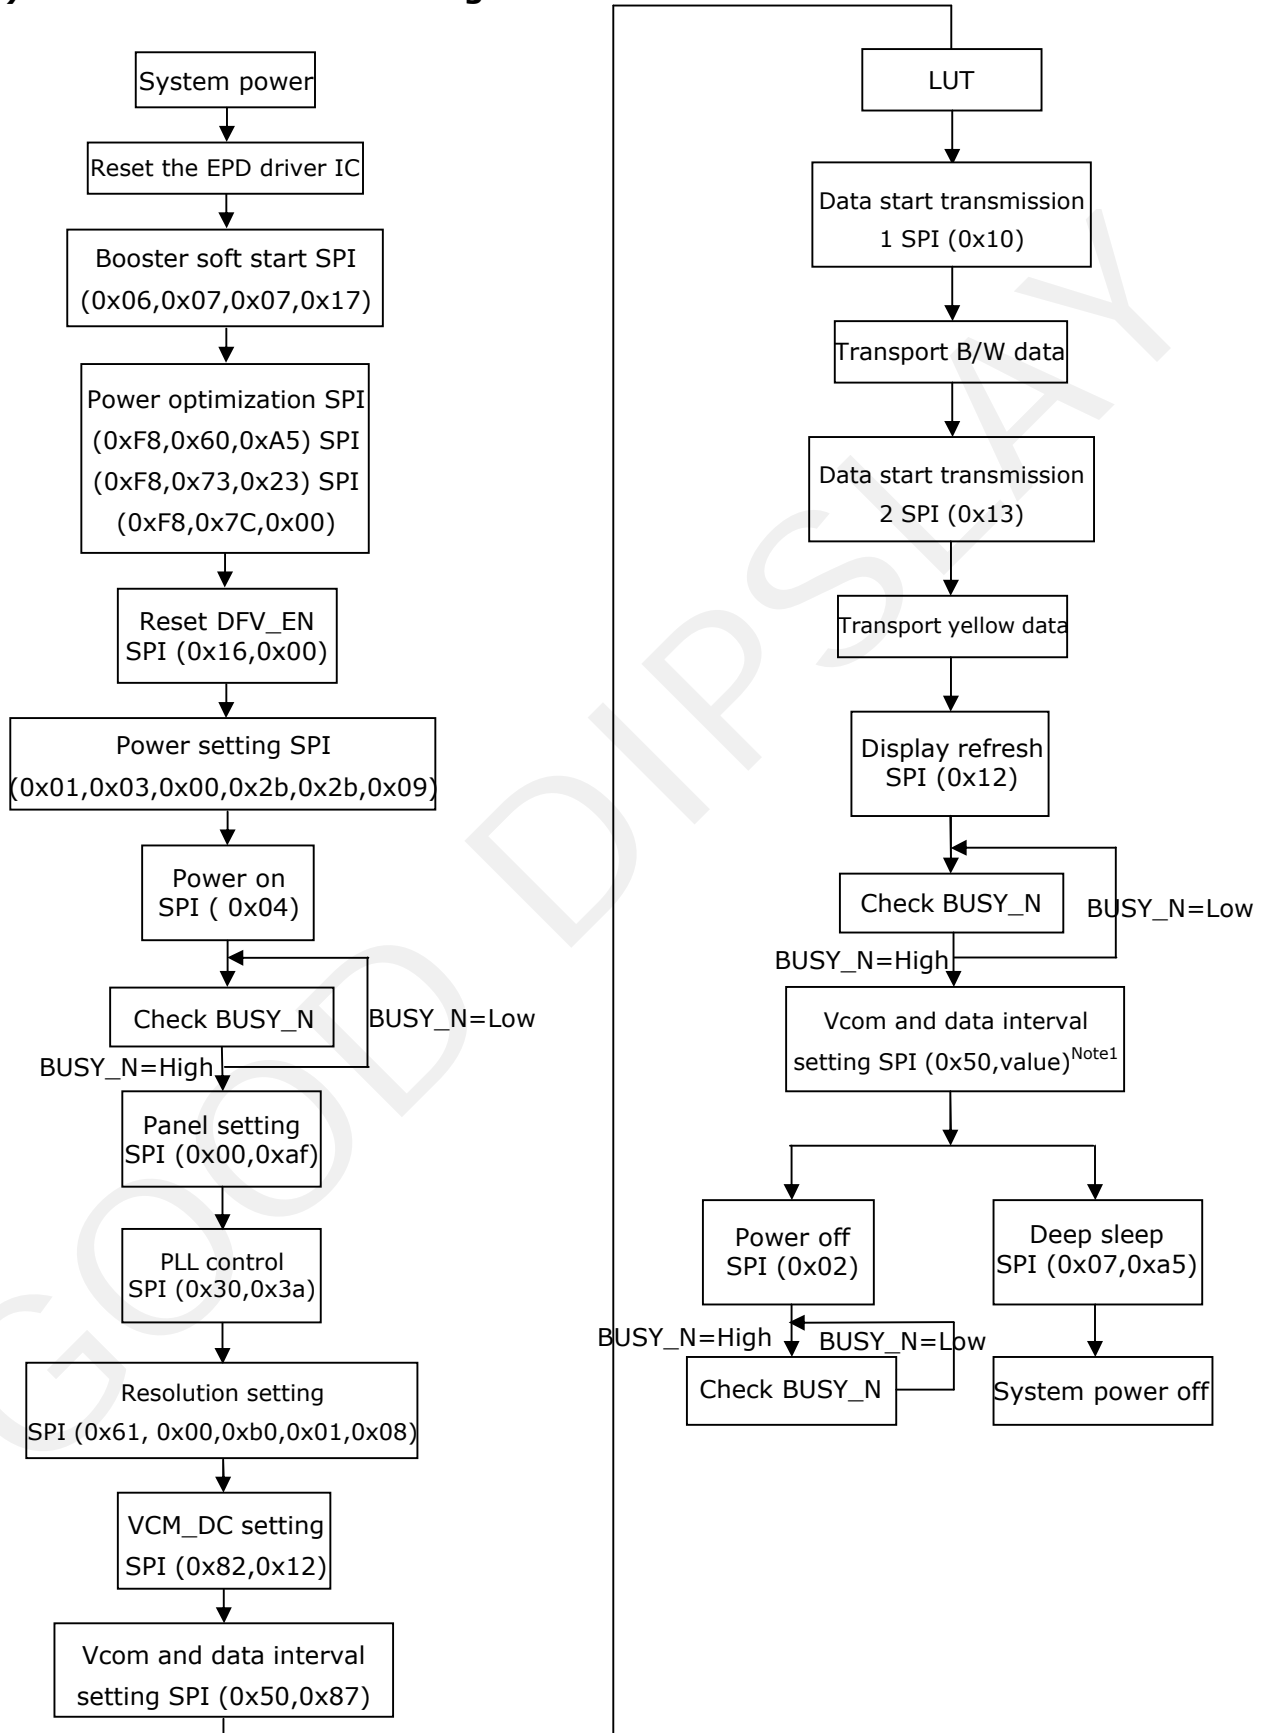 System power
Reset the EPD driver IC
Booster soft start SPI
(0x06,0x07,0x07,0x17)
Power optimization SPI
(0xF8,0x60,0xA5) SPI
(0xF8,0x73,0x23) SPI
(0xF8,0x7C,0x00)
Reset DFV_EN
SPI (0x16,0x00)
Power setting SPI
(0x01,0x03,0x00,0x2b,0x2b,0x09)
Power on
SPI ( 0x04)
Check BUSY_N
BUSY_N=Low
BUSY_N=High
Panel setting
SPI (0x00,0xaf)
PLL control
SPI (0x30,0x3a)
Resolution setting
SPI (0x61, 0x00,0xb0,0x01,0x08)
VCM_DC setting
SPI (0x82,0x12)
Vcom and data interval
setting SPI (0x50,0x87)
LUT
Data start transmission
1 SPI (0x10)
Transport B/W data
Data start transmission
2 SPI (0x13)
Transport yellow data
Display refresh
SPI (0x12)
Check BUSY_N
BUSY_N=Low
BUSY_N=High
Vcom and data interval
setting SPI (0x50,value)Note1
Power off
SPI (0x02)
BUSY_N=High
BUSY_N=Low
Check BUSY_N
Deep sleep
SPI (0x07,0xa5)
System power off
GOOD DIPSLAY